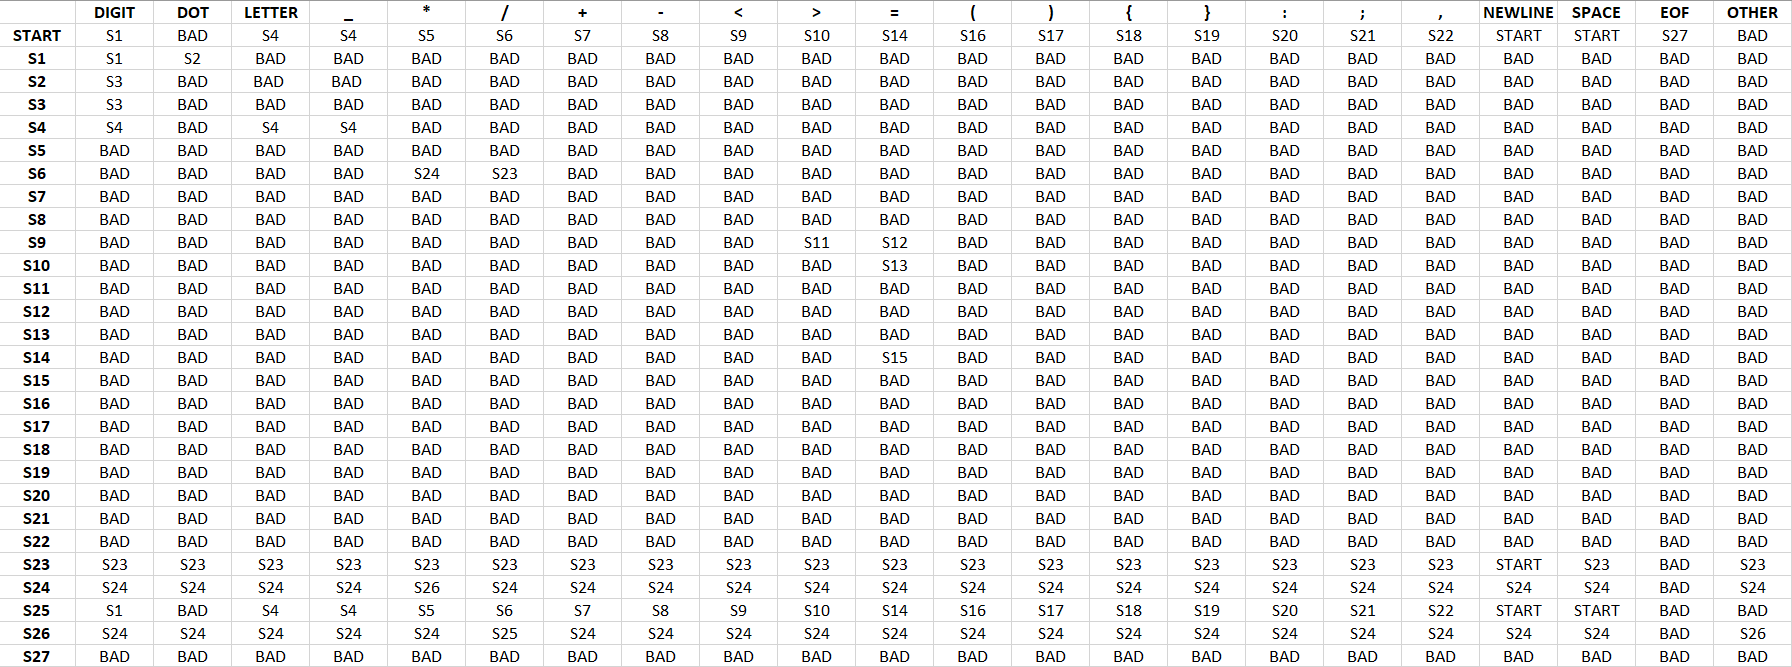 DIGIT DOT LETTER _ * / + - < > = ( ) { } : ; , NEWLINE SPACE EOF OTHER
START S1 BAD S4 S4 S5 S6 S7 S8 S9 S10 S14 S16 S17 S18 S19 S20 S21 S22 START START S27 BAD
S1 S1 S2 BAD BAD BAD BAD BAD BAD BAD BAD BAD BAD BAD BAD BAD BAD BAD BAD BAD BAD BAD BAD
S2 S3 BAD BAD BAD BAD BAD BAD BAD BAD BAD BAD BAD BAD BAD BAD BAD BAD BAD BAD BAD BAD BAD
S3 S3 BAD BAD BAD BAD BAD BAD BAD BAD BAD BAD BAD BAD BAD BAD BAD BAD BAD BAD BAD BAD BAD
S4 S4 BAD S4 S4 BAD BAD BAD BAD BAD BAD BAD BAD BAD BAD BAD BAD BAD BAD BAD BAD BAD BAD
S5 BAD BAD BAD BAD BAD BAD BAD BAD BAD BAD BAD BAD BAD BAD BAD BAD BAD BAD BAD BAD BAD BAD
S6 BAD BAD BAD BAD S24 S23 BAD BAD BAD BAD BAD BAD BAD BAD BAD BAD BAD BAD BAD BAD BAD BAD
S7 BAD BAD BAD BAD BAD BAD BAD BAD BAD BAD BAD BAD BAD BAD BAD BAD BAD BAD BAD BAD BAD BAD
S8 BAD BAD BAD BAD BAD BAD BAD BAD BAD BAD BAD BAD BAD BAD BAD BAD BAD BAD BAD BAD BAD BAD
S9 BAD BAD BAD BAD BAD BAD BAD BAD BAD S11 S12 BAD BAD BAD BAD BAD BAD BAD BAD BAD BAD BAD
S10 BAD BAD BAD BAD BAD BAD BAD BAD BAD BAD S13 BAD BAD BAD BAD BAD BAD BAD BAD BAD BAD BAD
S11 BAD BAD BAD BAD BAD BAD BAD BAD BAD BAD BAD BAD BAD BAD BAD BAD BAD BAD BAD BAD BAD BAD
S12 BAD BAD BAD BAD BAD BAD BAD BAD BAD BAD BAD BAD BAD BAD BAD BAD BAD BAD BAD BAD BAD BAD
S13 BAD BAD BAD BAD BAD BAD BAD BAD BAD BAD BAD BAD BAD BAD BAD BAD BAD BAD BAD BAD BAD BAD
S14 BAD BAD BAD BAD BAD BAD BAD BAD BAD BAD S15 BAD BAD BAD BAD BAD BAD BAD BAD BAD BAD BAD
S15 BAD BAD BAD BAD BAD BAD BAD BAD BAD BAD BAD BAD BAD BAD BAD BAD BAD BAD BAD BAD BAD BAD
S16 BAD BAD BAD BAD BAD BAD BAD BAD BAD BAD BAD BAD BAD BAD BAD BAD BAD BAD BAD BAD BAD BAD
S17 BAD BAD BAD BAD BAD BAD BAD BAD BAD BAD BAD BAD BAD BAD BAD BAD BAD BAD BAD BAD BAD BAD
S18 BAD BAD BAD BAD BAD BAD BAD BAD BAD BAD BAD BAD BAD BAD BAD BAD BAD BAD BAD BAD BAD BAD
S19 BAD BAD BAD BAD BAD BAD BAD BAD BAD BAD BAD BAD BAD BAD BAD BAD BAD BAD BAD BAD BAD BAD
S20 BAD BAD BAD BAD BAD BAD BAD BAD BAD BAD BAD BAD BAD BAD BAD BAD BAD BAD BAD BAD BAD BAD
S21 BAD BAD BAD BAD BAD BAD BAD BAD BAD BAD BAD BAD BAD BAD BAD BAD BAD BAD BAD BAD BAD BAD
S22 BAD BAD BAD BAD BAD BAD BAD BAD BAD BAD BAD BAD BAD BAD BAD BAD BAD BAD BAD BAD BAD BAD
S23 S23 S23 S23 S23 S23 S23 S23 S23 S23 S23 S23 S23 S23 S23 S23 S23 S23 S23 START S23 BAD S23
S24 S24 S24 S24 S24 S26 S24 S24 S24 S24 S24 S24 S24 S24 S24 S24 S24 S24 S24 S24 S24 BAD S24
S25 S1 BAD S4 S4 S5 S6 S7 S8 S9 S10 S14 S16 S17 S18 S19 S20 S21 S22 START START BAD BAD
S26 S24 S24 S24 S24 S24 S25 S24 S24 S24 S24 S24 S24 S24 S24 S24 S24 S24 S24 S24 S24 BAD S26
S27 BAD BAD BAD BAD BAD BAD BAD BAD BAD BAD BAD BAD BAD BAD BAD BAD BAD BAD BAD BAD BAD BAD